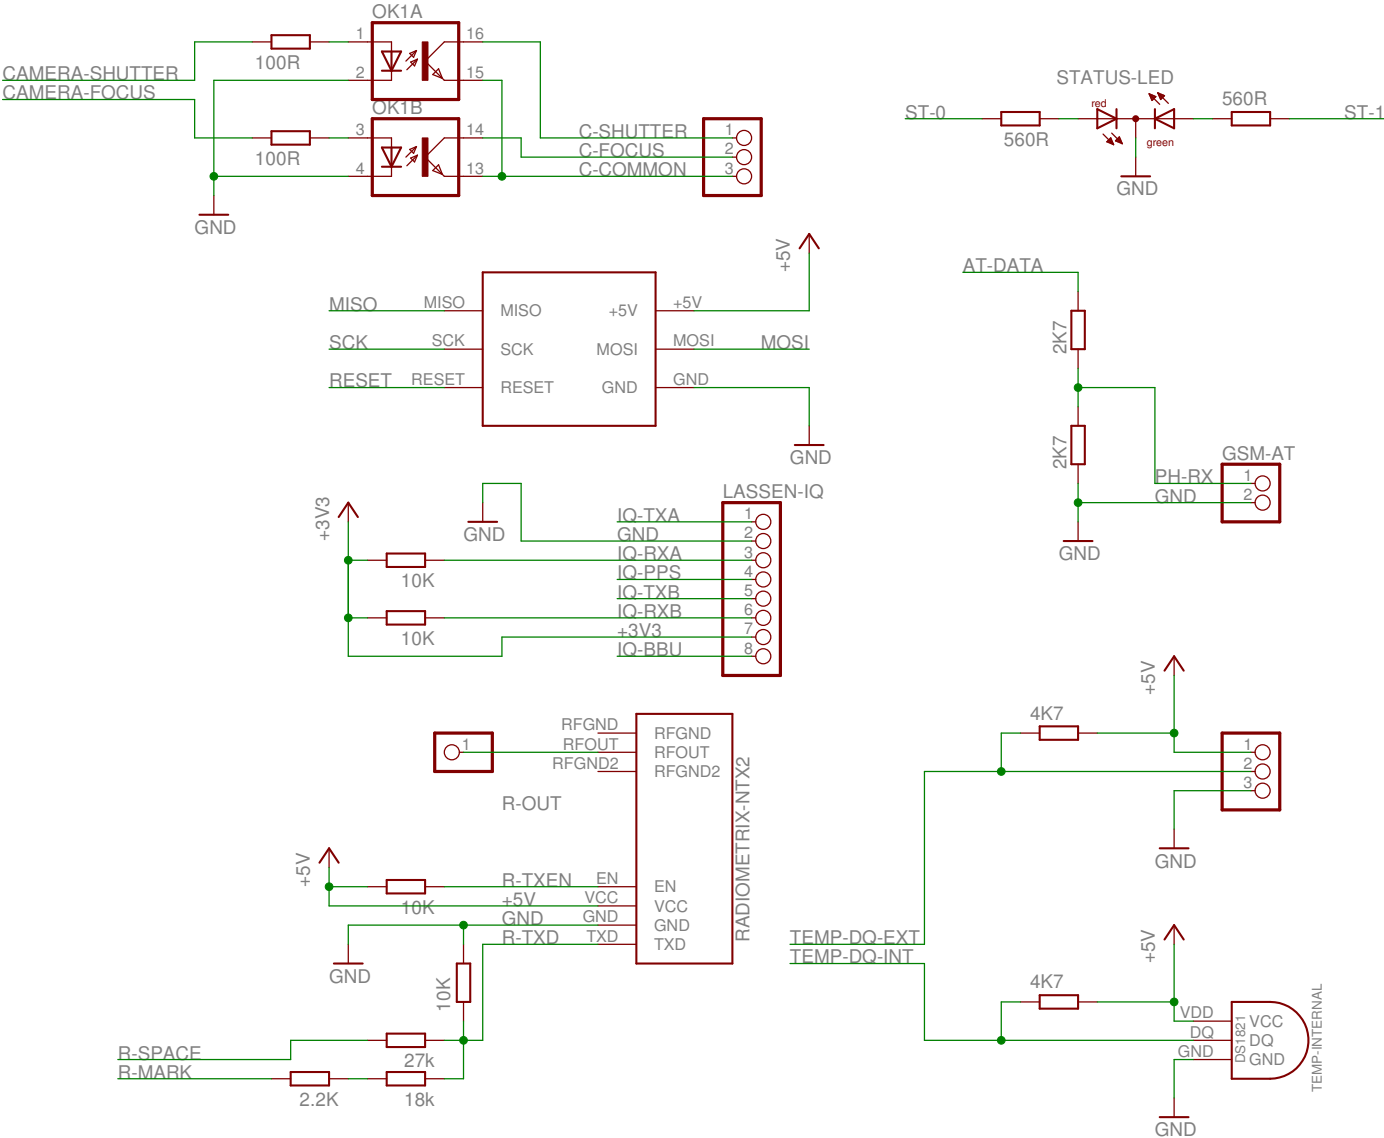 OK1A
1
16
100R
CAMERA-SHUTTER
2
15
CAMERA-FOCUS
OK1B
3
14
100R
4
13
GND
C-SHUTTER
1
C-FOCUS
2
C-COMMON
3
STATUS-LED
ST-0
560R
red
green
560R
ST-1
GND
+5V
MISO
MISO
MISO
+5V
+5V
SCK
SCK
SCK
MOSI
MOSI
MOSI
RESET
RESET
RESET
GND
GND
GND
AT-DATA
2K7
2K7
GSM-AT
PH-RX
1
GND
2
GND
+3V3
GND
LASSEN-IQ
IQ-TXA
1
GND
2
IQ-RXA
3
10K
IQ-PPS
4
IQ-TXB
5
IQ-RXB
6
10K
+3V3
7
IQ-BBU
8
1
RFGND
RFGND
RFOUT
RFOUT
RFGND2
RFGND2
R-OUT
RADIOMETRIX-NTX2
+5V
10K
R-TXEN
EN
EN
+5V
VCC
VCC
GND
GND
GND
R-TXD
TXD
TXD
GND
10K
R-SPACE
27k
R-MARK
2.2K
18k
+5V
4K7
1
2
3
GND
TEMP-DQ-EXT
TEMP-DQ-INT
+5V
4K7
VDD
VCC
DQ
DQ
GND
GND
DS1821
TEMP-INTERNAL
GND